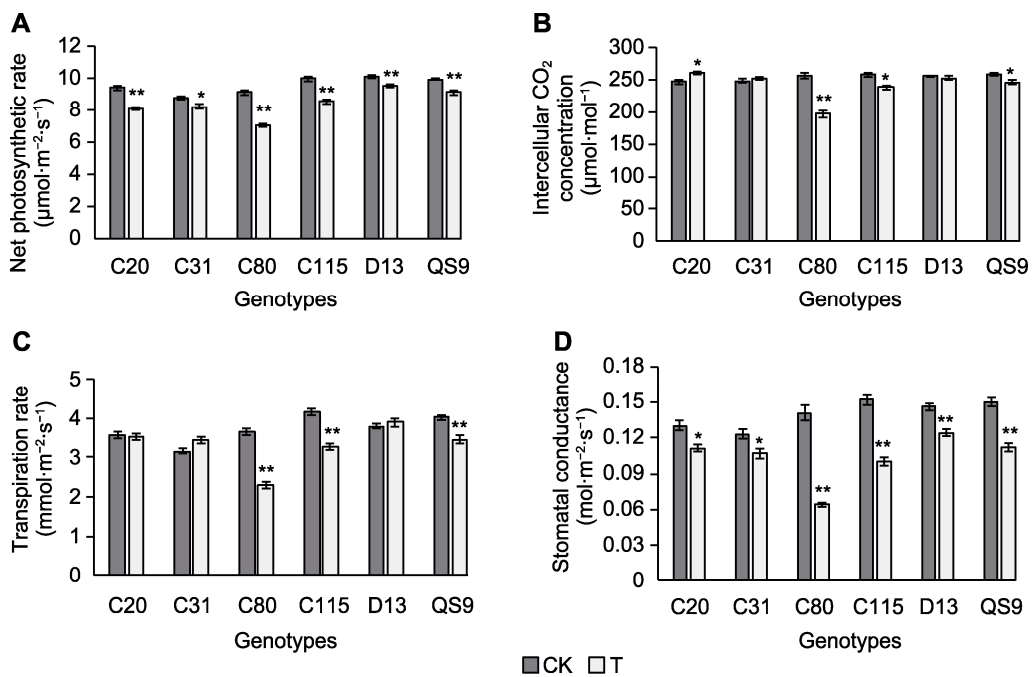 A
Net photosynthetic rate
(μmol·m⁻²·s⁻¹)
12
10
8
6
4
2
0
** * ** ** ** **
C20 C31 C80 C115 D13 QS9
Genotypes
B
Intercellular CO₂
concentration
(μmol·mol⁻¹)
300
250
200
150
100
50
0
* ** * *
C20 C31 C80 C115 D13 QS9
Genotypes
C
Transpiration rate
(mmol·m⁻²·s⁻¹)
5
4
3
2
1
0
** ** **
C20 C31 C80 C115 D13 QS9
Genotypes
D
Stomatal conductance
(mol·m⁻²·s⁻¹)
0.18
0.15
0.12
0.09
0.06
0.03
0
* * ** ** ** **
C20 C31 C80 C115 D13 QS9
Genotypes
CK T